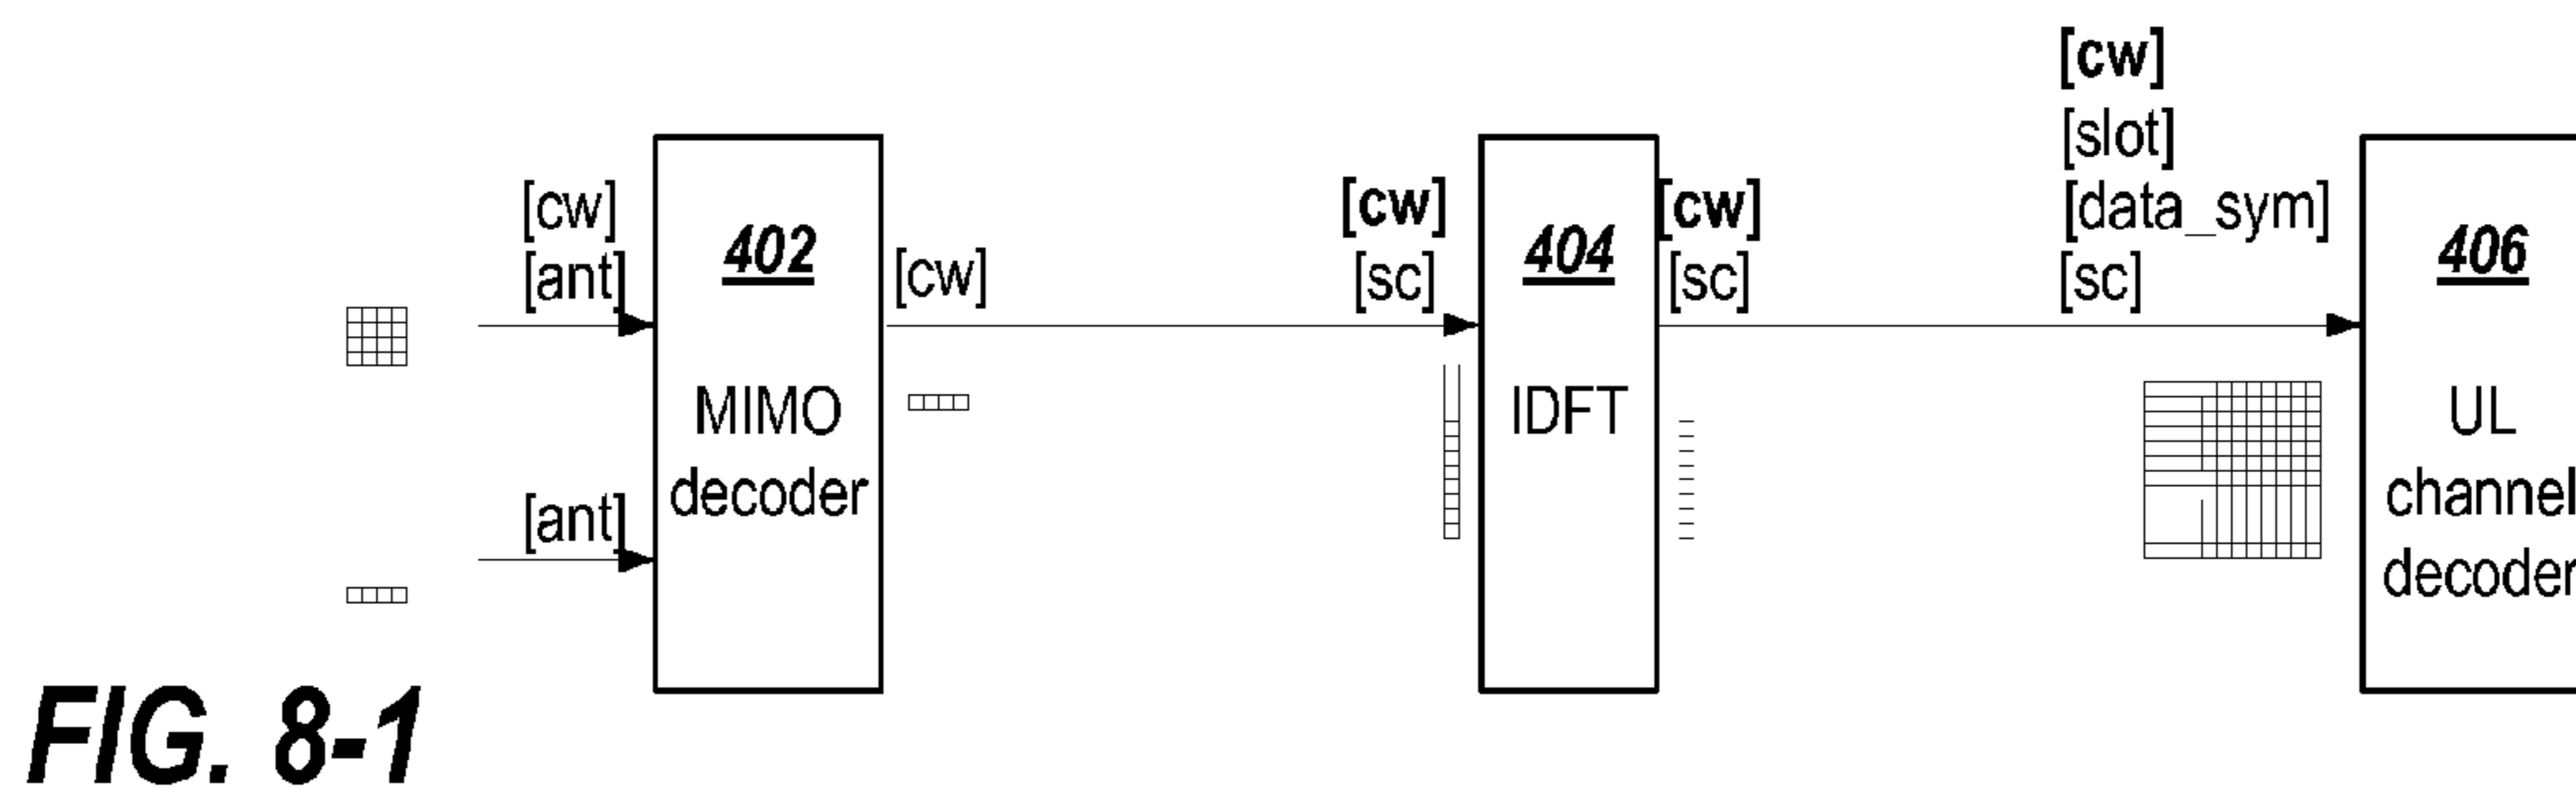 [cw]
[slot]
[data_sym]
[sc]
[cw]
[ant]
402
[cw]
[cw]
[sc]
404
[cw]
[sc]
406
MIMO
decoder
IDFT
UL
channel
decoder
[ant]
FIG. 8-1